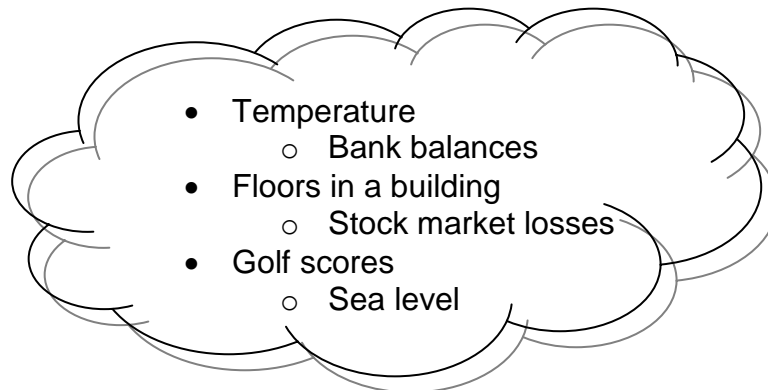 • Temperature
o Bank balances
• Floors in a building
o Stock market losses
• Golf scores
o Sea level